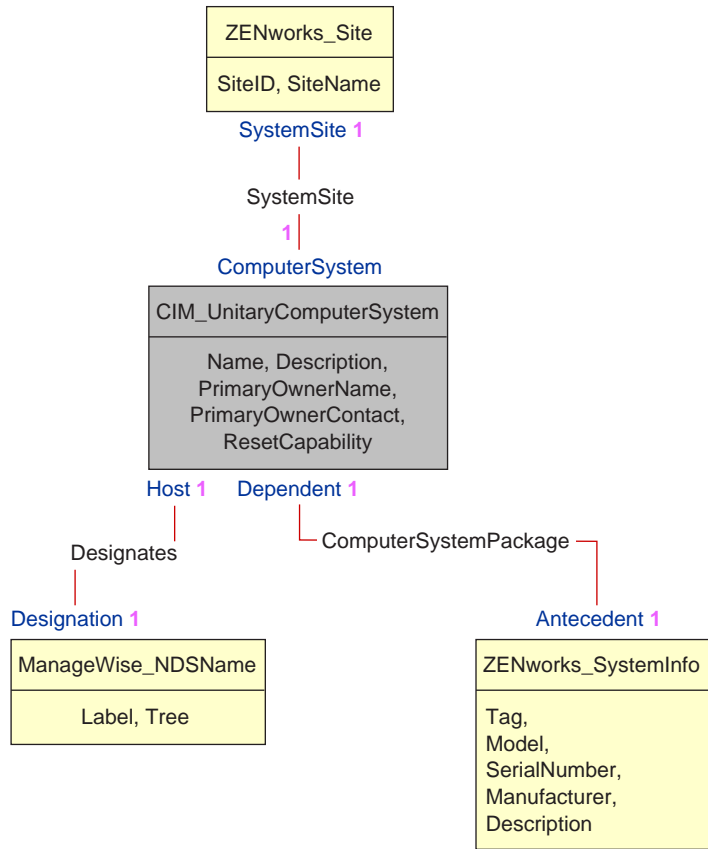 ZENworks_Site
SiteID, SiteName
SystemSite 1
SystemSite
1
ComputerSystem
CIM_UnitaryComputerSystem
Name, Description,
PrimaryOwnerName,
PrimaryOwnerContact,
ResetCapability
Host 1 Dependent 1
Designates
ComputerSystemPackage
Designation 1
Antecedent 1
ManageWise_NDSName
Label, Tree
ZENworks_SystemInfo
Tag,
Model,
SerialNumber,
Manufacturer,
Description